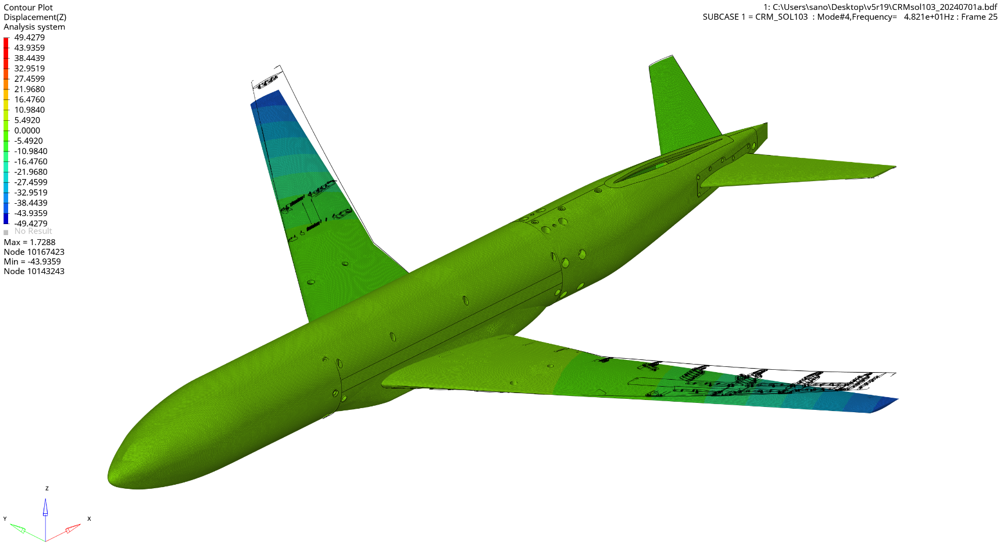 Contour Plot
Displacement(Z)
Analysis system
49.4279
43.9359
38.4439
32.9519
27.4599
21.9680
16.4760
10.9840
5.4920
0.0000
-5.4920
-10.9840
-16.4760
-21.9680
-27.4599
-32.9519
-38.4439
-43.9359
-49.4279
No Result
Max = 1.7288
Node 10167423
Min = -43.9359
Node 10143243
1: C:\Users\sano\Desktop\v5r19\CRMsol103_20240701a.bdf
SUBCASE 1 = CRM_SOL103 : Mode#4,Frequency= 4.821e+01Hz : Frame 25
Z
Y
X